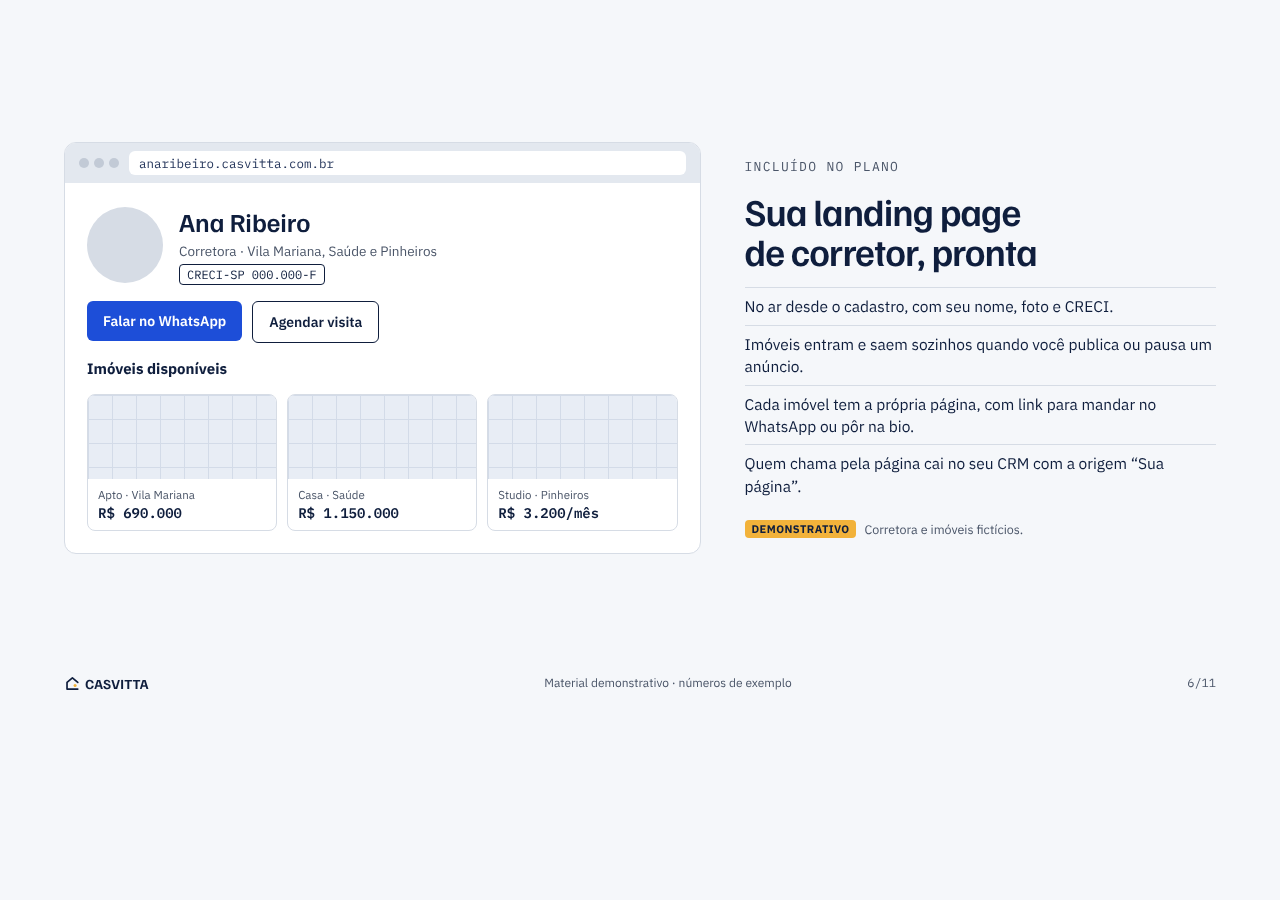 anaribeiro.casvitta.com.br
Ana Ribeiro
Corretora · Vila Mariana, Saúde e Pinheiros
CRECI-SP 000.000-F
Falar no WhatsApp
Agendar visita
Imóveis disponíveis
Apto · Vila Mariana
R$ 690.000
Casa · Saúde
R$ 1.150.000
Studio · Pinheiros
R$ 3.200/mês
INCLUÍDO NO PLANO
Sua landing page
de corretor, pronta
No ar desde o cadastro, com seu nome, foto e CRECI.
Imóveis entram e saem sozinhos quando você publica ou pausa um
anúncio.
Cada imóvel tem a própria página, com link para mandar no
WhatsApp ou pôr na bio.
Quem chama pela página cai no seu CRM com a origem “Sua
página”.
DEMONSTRATIVO Corretora e imóveis fictícios.
CASVITTA
Material demonstrativo · números de exemplo
6/11